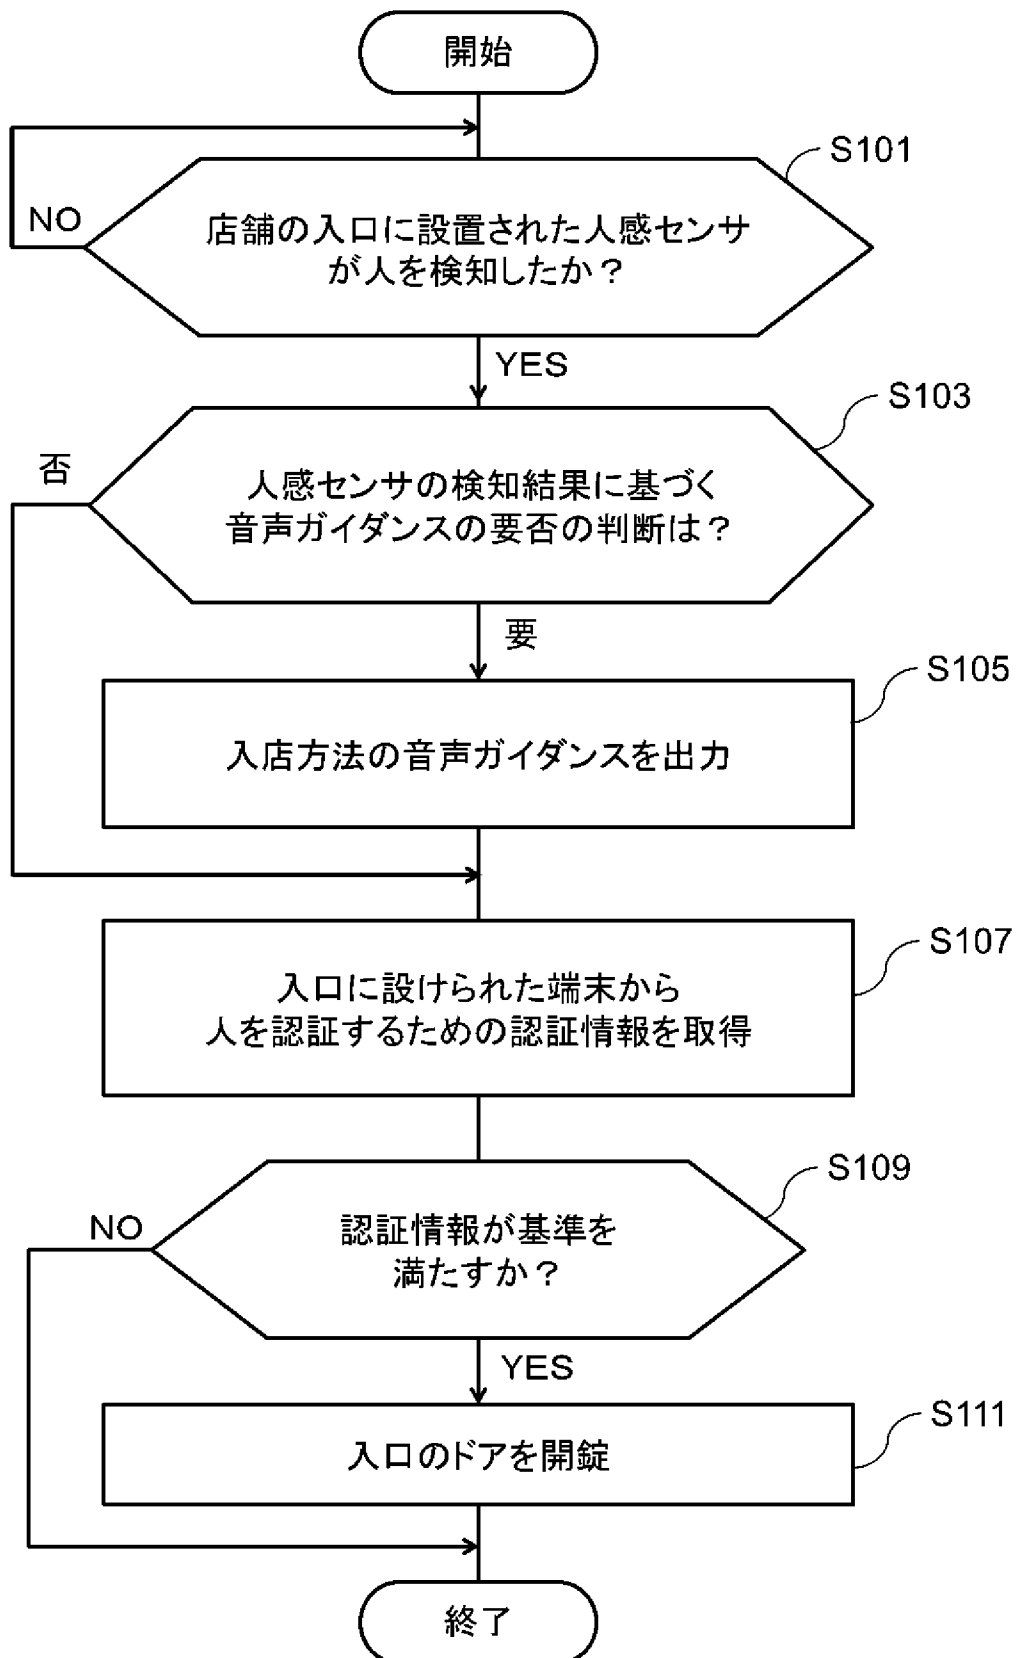 開始
S101
NO
店舗の入口に設置された人感センサ
が人を検知したか？
YES
S103
否
人感センサの検知結果に基づく
音声ガイダンスの要否の判断は？
要
S105
入店方法の音声ガイダンスを出力
S107
入口に設けられた端末から
人を認証するための認証情報を取得
S109
NO
認証情報が基準を
満たすか？
YES
S111
入口のドアを開錠
終了